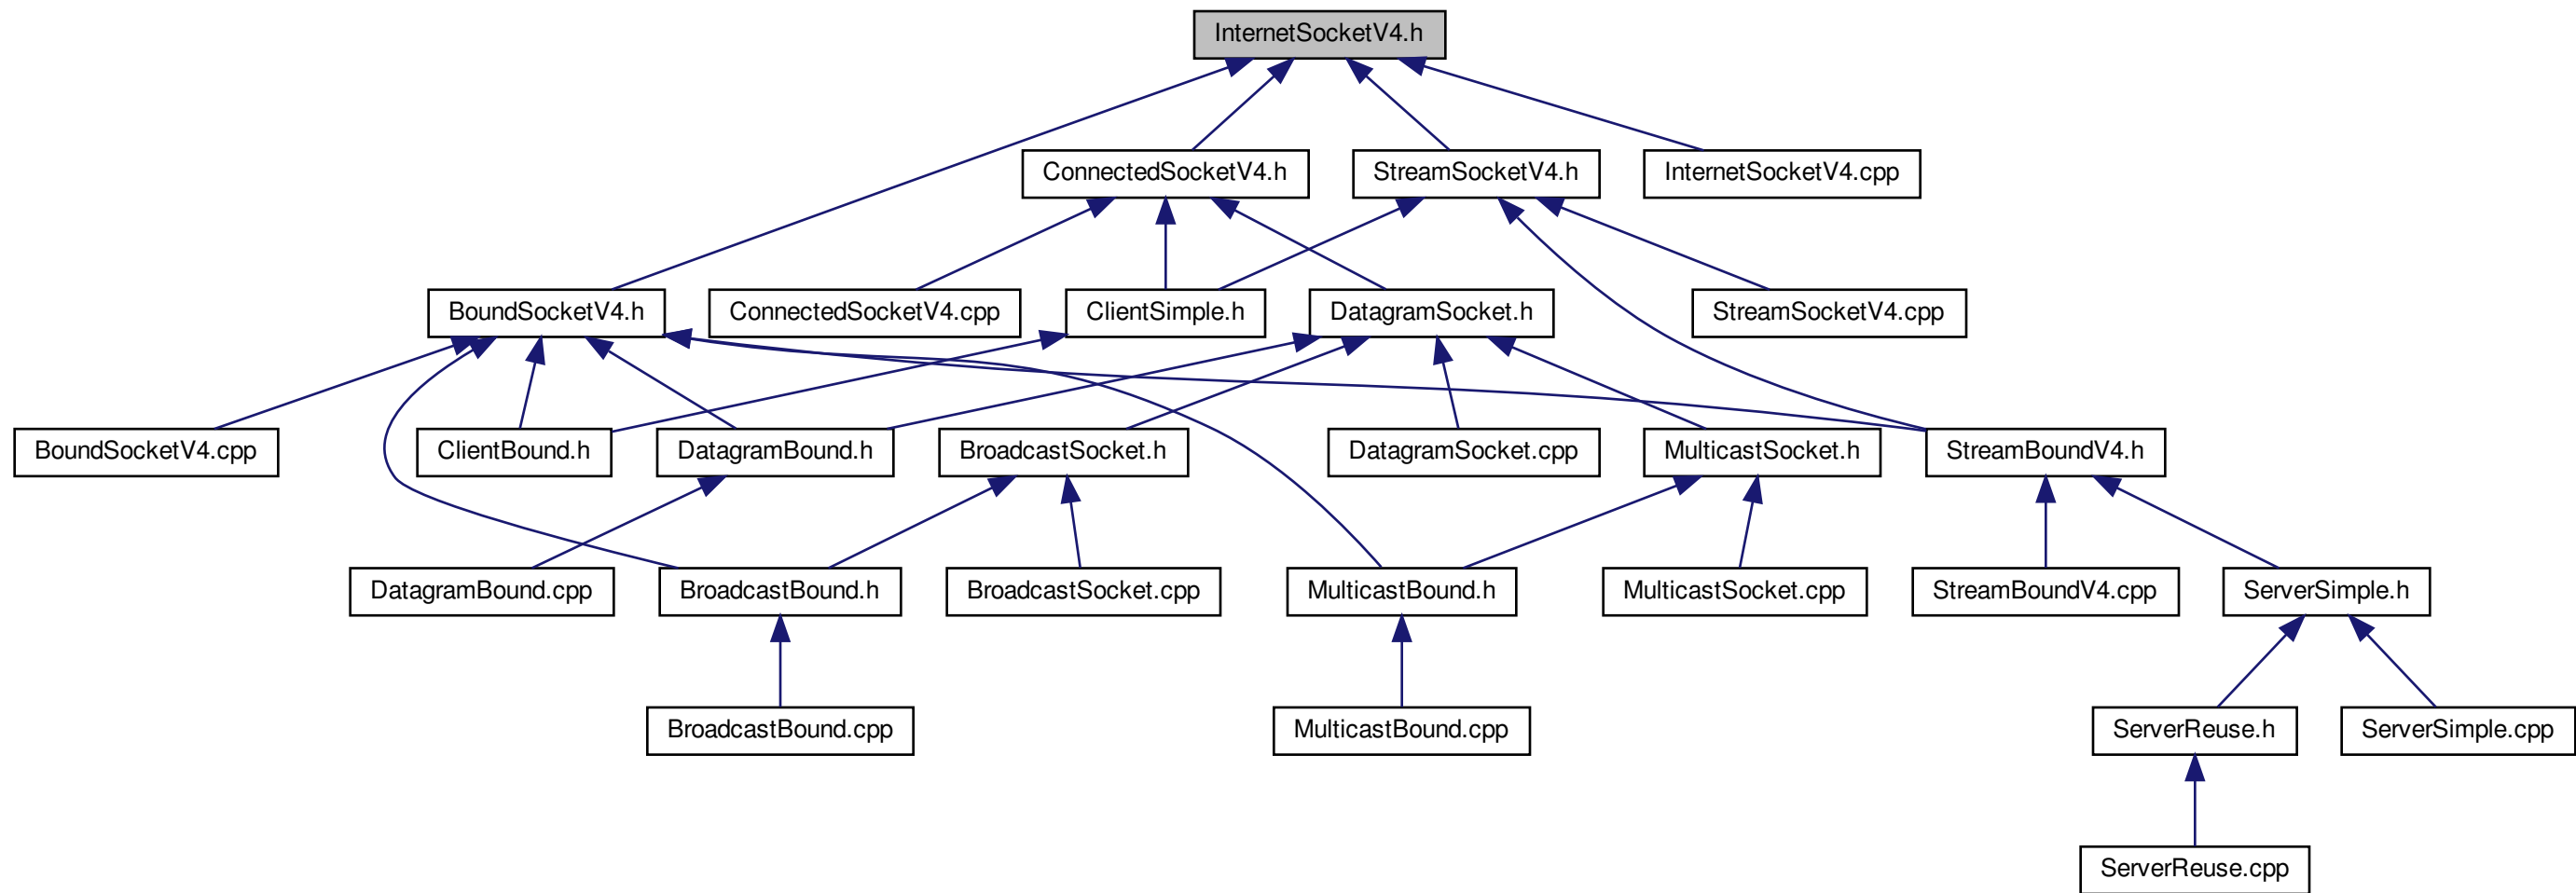 InternetSocketV4.h
ConnectedSocketV4.h
StreamSocketV4.h
InternetSocketV4.cpp
BoundSocketV4.h
ConnectedSocketV4.cpp
ClientSimple.h
DatagramSocket.h
StreamSocketV4.cpp
BoundSocketV4.cpp
ClientBound.h
DatagramBound.h
BroadcastSocket.h
DatagramSocket.cpp
MulticastSocket.h
StreamBoundV4.h
DatagramBound.cpp
BroadcastBound.h
BroadcastSocket.cpp
MulticastBound.h
MulticastSocket.cpp
StreamBoundV4.cpp
ServerSimple.h
BroadcastBound.cpp
MulticastBound.cpp
ServerReuse.h
ServerSimple.cpp
ServerReuse.cpp